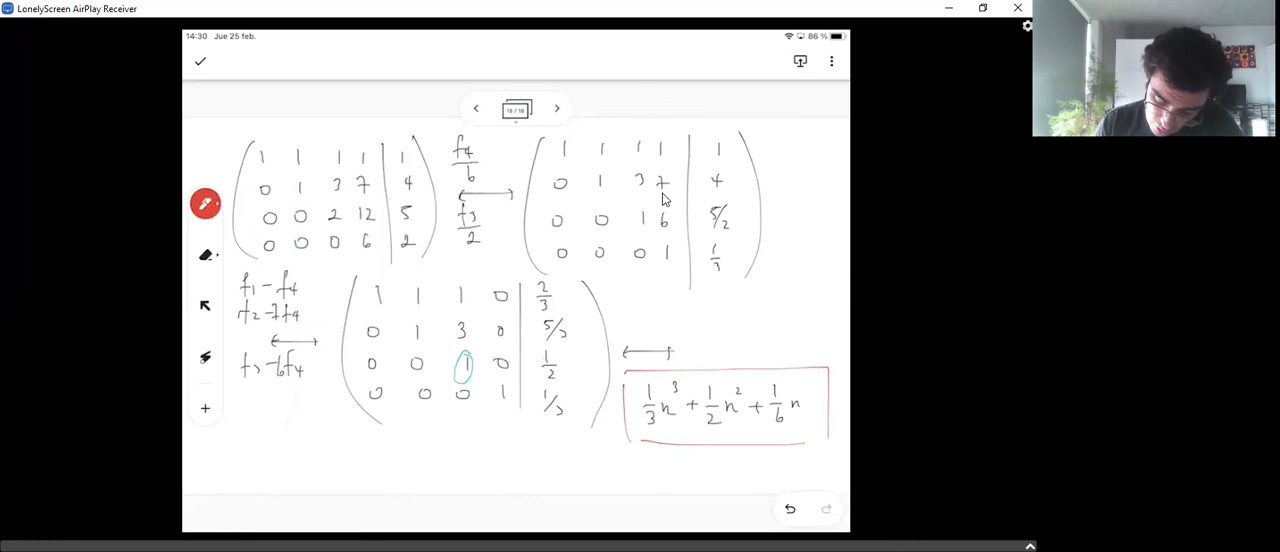 LonelyScreen AirPlay Receiver
14:30 Jue 25 feb.
86 %
18 / 18
1 1 1 1 | 1
0 1 3 7 | 4
0 0 2 12 | 5
0 0 0 6 | 2
f4/6
f3/2
1 1 1 1 | 1
0 1 3 7 | 4
0 0 1 6 | 5/2
0 0 0 1 | 1/3
f1 - f4
f2 - 7f4
f3 - 6f4
1 1 1 0 | 2/3
0 1 3 0 | 5/3
0 0 1 0 | 1/2
0 0 0 1 | 1/3
1/3 n³ + 1/2 n² + 1/6 n